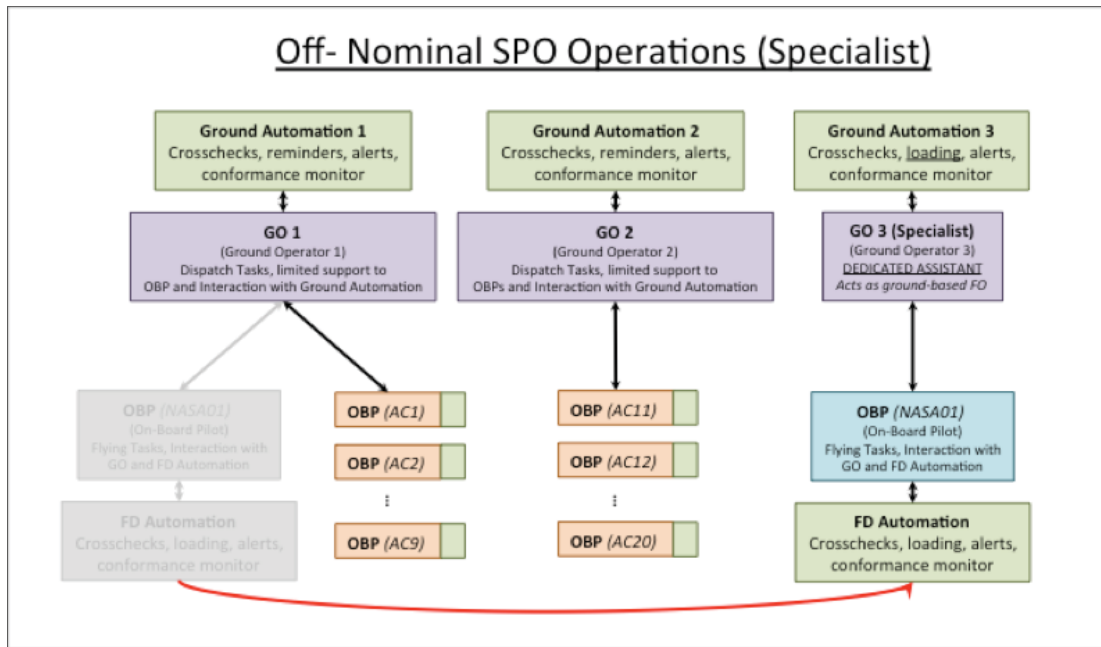 Off- Nominal SPO Operations (Specialist)
Ground Automation 1
Crosschecks, reminders, alerts,
conformance monitor
Ground Automation 2
Crosschecks, reminders, alerts,
conformance monitor
Ground Automation 3
Crosschecks, loading, alerts,
conformance monitor
GO 1
(Ground Operator 1)
Dispatch Tasks, limited support to
OBP and Interaction with Ground Automation
GO 2
(Ground Operator 2)
Dispatch Tasks, limited support to
OBPs and Interaction with Ground Automation
GO 3 (Specialist)
(Ground Operator 3)
DEDICATED ASSISTANT
Acts as ground-based FO
OBP (NASA01)
(On-Board Pilot)
Flying Tasks, Interaction with
GO and FD Automation
FD Automation
Crosschecks, loading, alerts,
conformance monitor
OBP (AC1)
OBP (AC2)
...
OBP (AC9)
OBP (AC11)
OBP (AC12)
...
OBP (AC20)
OBP (NASA01)
(On-Board Pilot)
Flying Tasks, Interaction with
GO and FD Automation
FD Automation
Crosschecks, loading, alerts,
conformance monitor